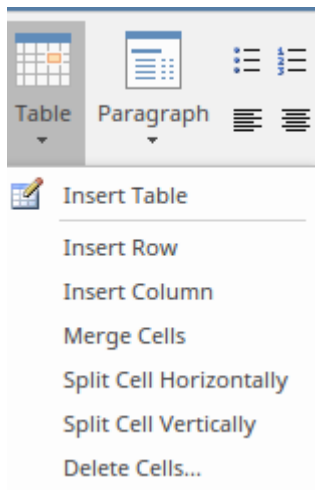 Table
Paragraph
Insert Table
Insert Row
Insert Column
Merge Cells
Split Cell Horizontally
Split Cell Vertically
Delete Cells...